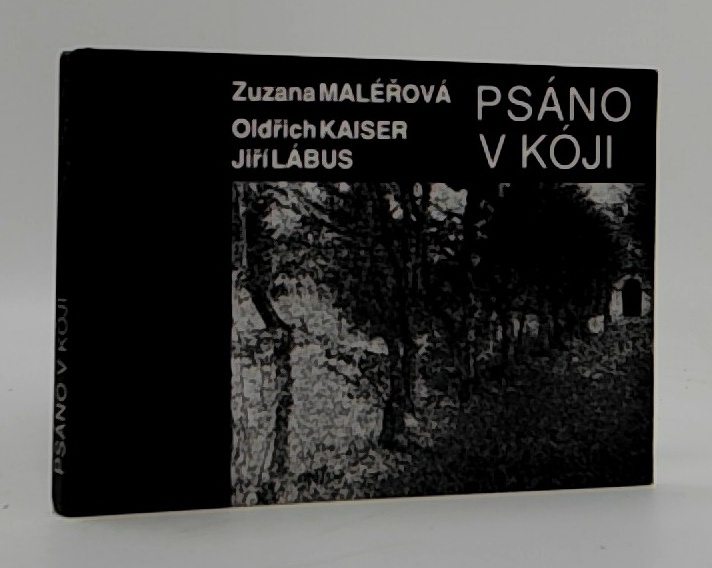 Zuzana MALÉŘOVÁ
Oldřich KAISER
Jiří LÁBUS
PSÁNO
V KÓJI
PSÁNO V KÓJI